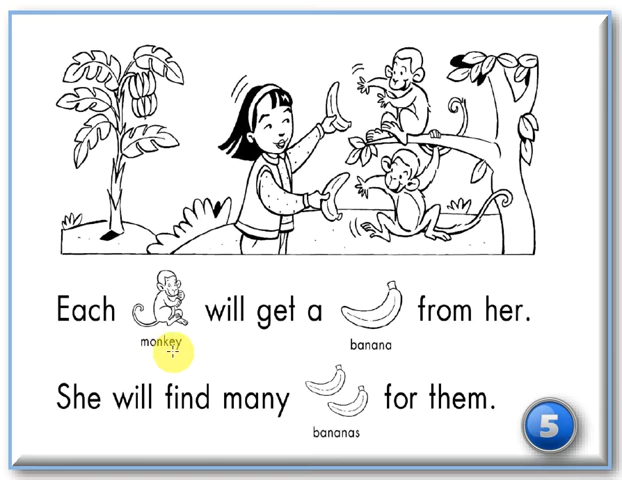 Each will get a from her.
monkey banana
She will find many for them.
bananas
5